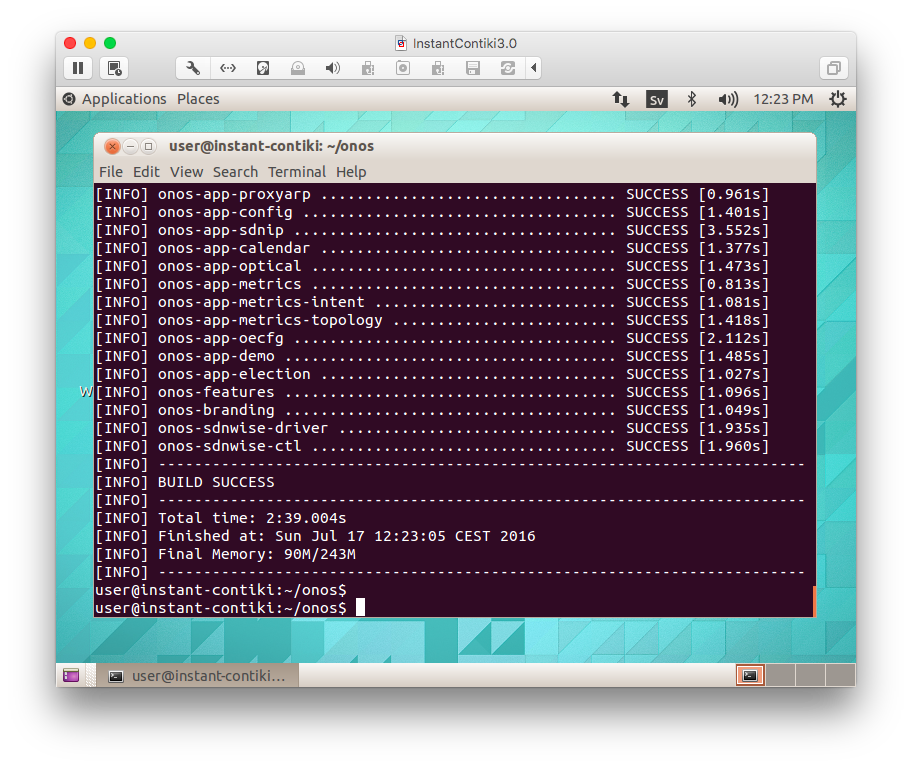 InstantContiki3.0
Applications Places Sv 12:23 PM
user@instant-contiki: ~/onos
File Edit View Search Terminal Help
[INFO] onos-app-proxyarp ................................. SUCCESS [0.961s]
[INFO] onos-app-config ................................... SUCCESS [1.401s]
[INFO] onos-app-sdnip .................................... SUCCESS [3.552s]
[INFO] onos-app-calendar ................................. SUCCESS [1.377s]
[INFO] onos-app-optical .................................. SUCCESS [1.473s]
[INFO] onos-app-metrics .................................. SUCCESS [0.813s]
[INFO] onos-app-metrics-intent ........................... SUCCESS [1.081s]
[INFO] onos-app-metrics-topology ......................... SUCCESS [1.418s]
[INFO] onos-app-oecfg .................................... SUCCESS [2.112s]
[INFO] onos-app-demo ..................................... SUCCESS [1.485s]
[INFO] onos-app-election ................................. SUCCESS [1.027s]
W
[INFO] onos-features ..................................... SUCCESS [1.096s]
[INFO] onos-branding ..................................... SUCCESS [1.049s]
[INFO] onos-sdnwise-driver ............................... SUCCESS [1.935s]
[INFO] onos-sdnwise-ctl .................................. SUCCESS [1.960s]
[INFO] ------------------------------------------------------------------------
[INFO] BUILD SUCCESS
[INFO] ------------------------------------------------------------------------
[INFO] Total time: 2:39.004s
[INFO] Finished at: Sun Jul 17 12:23:05 CEST 2016
[INFO] Final Memory: 90M/243M
[INFO] ------------------------------------------------------------------------
user@instant-contiki:~/onos$
user@instant-contiki:~/onos$
user@instant-contiki...